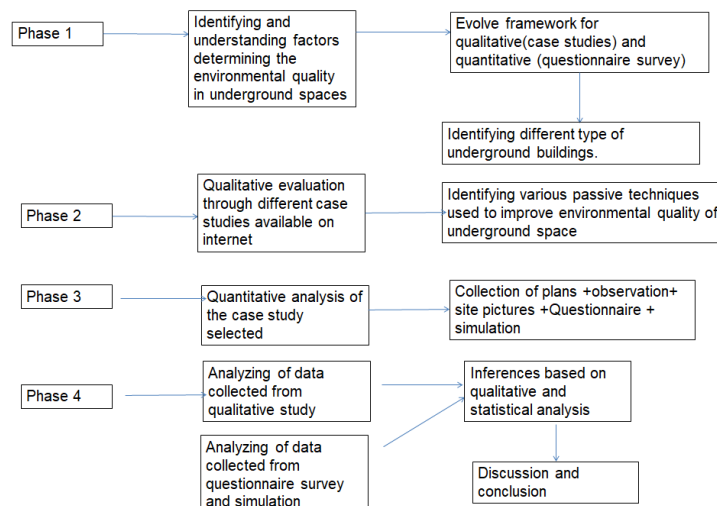 Phase 1
Identifying and
understanding factors
determining the
environmental quality
in underground spaces
Evolve framework for
qualitative(case studies) and
quantitative (questionnaire survey)
Identifying different type of
underground buildings.
Phase 2
Qualitative evaluation
through different case
studies available on
internet
Identifying various passive techniques
used to improve environmental quality of
underground space
Phase 3
Quantitative analysis of
the case study
selected
Collection of plans +observation+
site pictures +Questionnaire +
simulation
Phase 4
Analyzing of data
collected from
qualitative study
Inferences based on
qualitative and
statistical analysis
Analyzing of data
collected from
questionnaire survey
and simulation
Discussion and
conclusion